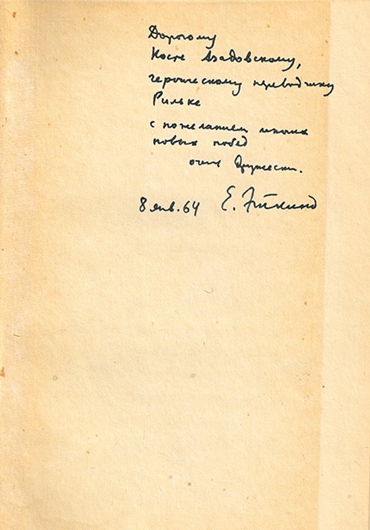 Дорогому
Косте Азадовскому,
героическому переводчику
Рильке
с пожеланием многих
новых побед
очень дружески.
8 янв. 64 Е. Эткинд